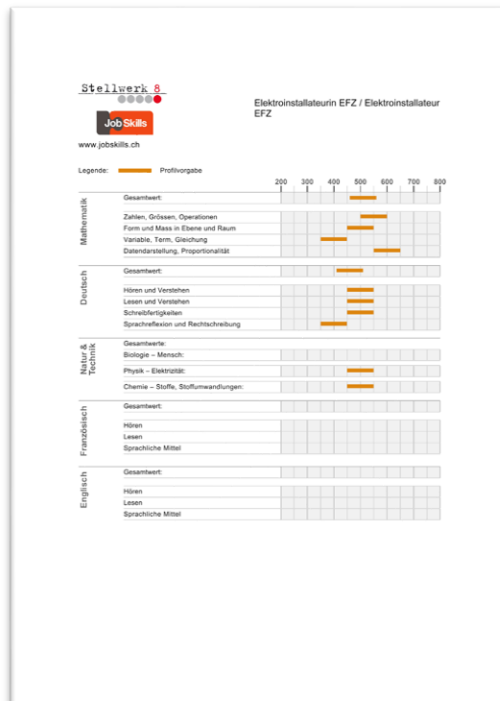 Stellwerk 8
JobSkills
www.jobskills.ch
Elektroinstallateurin EFZ / Elektroinstallateur
EFZ
Legende: Profilvorgabe
200 300 400 500 600 700 800
Mathematik
Gesamtwert:
Zahlen, Grössen, Operationen
Form und Mass in Ebene und Raum
Variable, Term, Gleichung
Datendarstellung, Proportionalität
Deutsch
Gesamtwert:
Hören und Verstehen
Lesen und Verstehen
Schreibfertigkeiten
Sprachreflexion und Rechtschreibung
Natur &
Technik
Gesamtwerte:
Biologie – Mensch:
Physik – Elektrizität:
Chemie – Stoffe, Stoffumwandlungen:
Französisch
Gesamtwert:
Hören
Lesen
Sprachliche Mittel
Englisch
Gesamtwert:
Hören
Lesen
Sprachliche Mittel